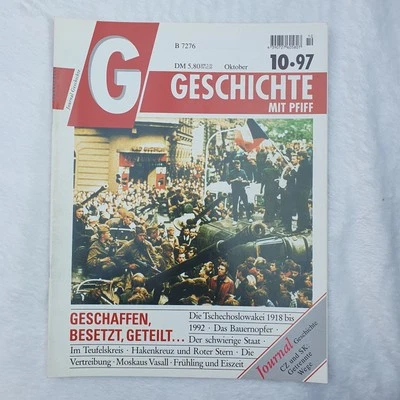 B 7276
DM 5,80
Oktober
10•97
Journal Geschichte
G
GESCHICHTE
MIT PFIFF
GESCHAFFEN,
BESETZT, GETEILT...
Die Tschechoslowakei 1918 bis
1992 · Das Bauernopfer ·
Der schwierige Staat ·
Im Teufelskreis · Hakenkreuz und Roter Stern · Die
Vertreibung · Moskaus Vasall · Frühling und Eiszeit
Journal Geschichte
CZ und SK
Getrennte
Wege